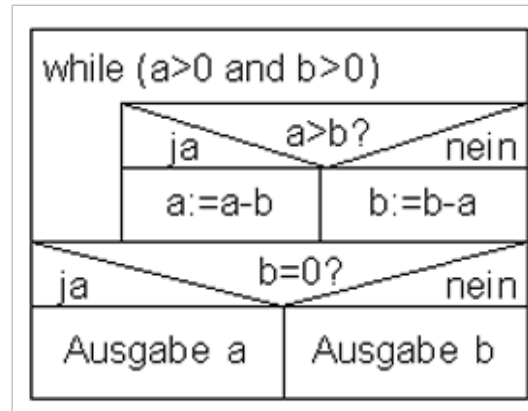 while (a>0 and b>0)
a>b?
ja nein
a:=a-b b:=b-a
b=0?
ja nein
Ausgabe a Ausgabe b